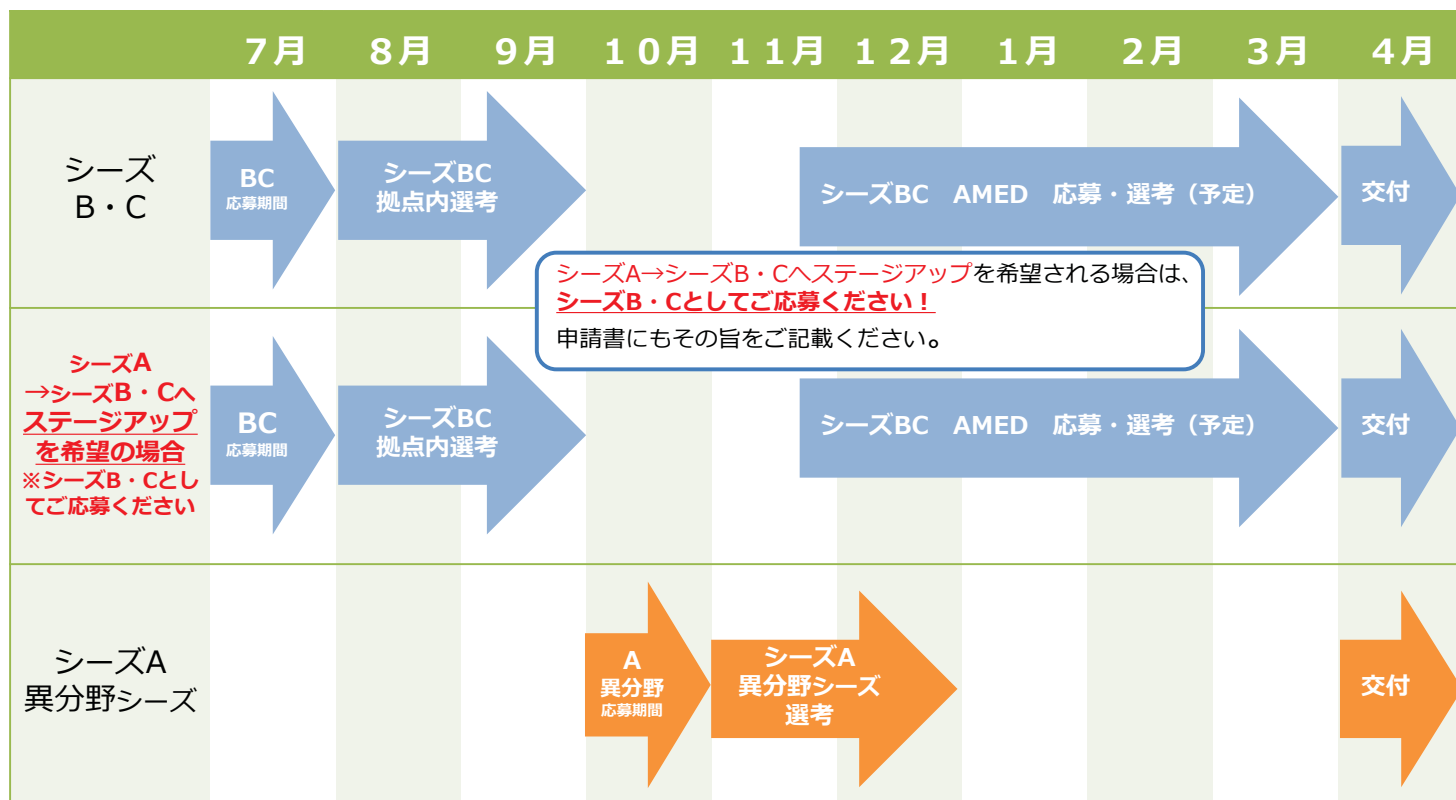 7月 8月 9月 10月 11月 12月 1月 2月 3月 4月
シーズ
B・C
BC
応募期間
シーズBC
拠点内選考
シーズBC AMED 応募・選考（予定）
交付
シーズA→シーズB・Cへステージアップを希望される場合は、
シーズB・Cとしてご応募ください！
申請書にもその旨をご記載ください。
シーズA
→シーズB・Cへ
ステージアップ
を希望の場合
※シーズB・Cとし
てご応募ください
BC
応募期間
シーズBC
拠点内選考
シーズBC AMED 応募・選考（予定）
交付
シーズA
異分野シーズ
A
異分野
応募期間
シーズA
異分野シーズ
選考
交付